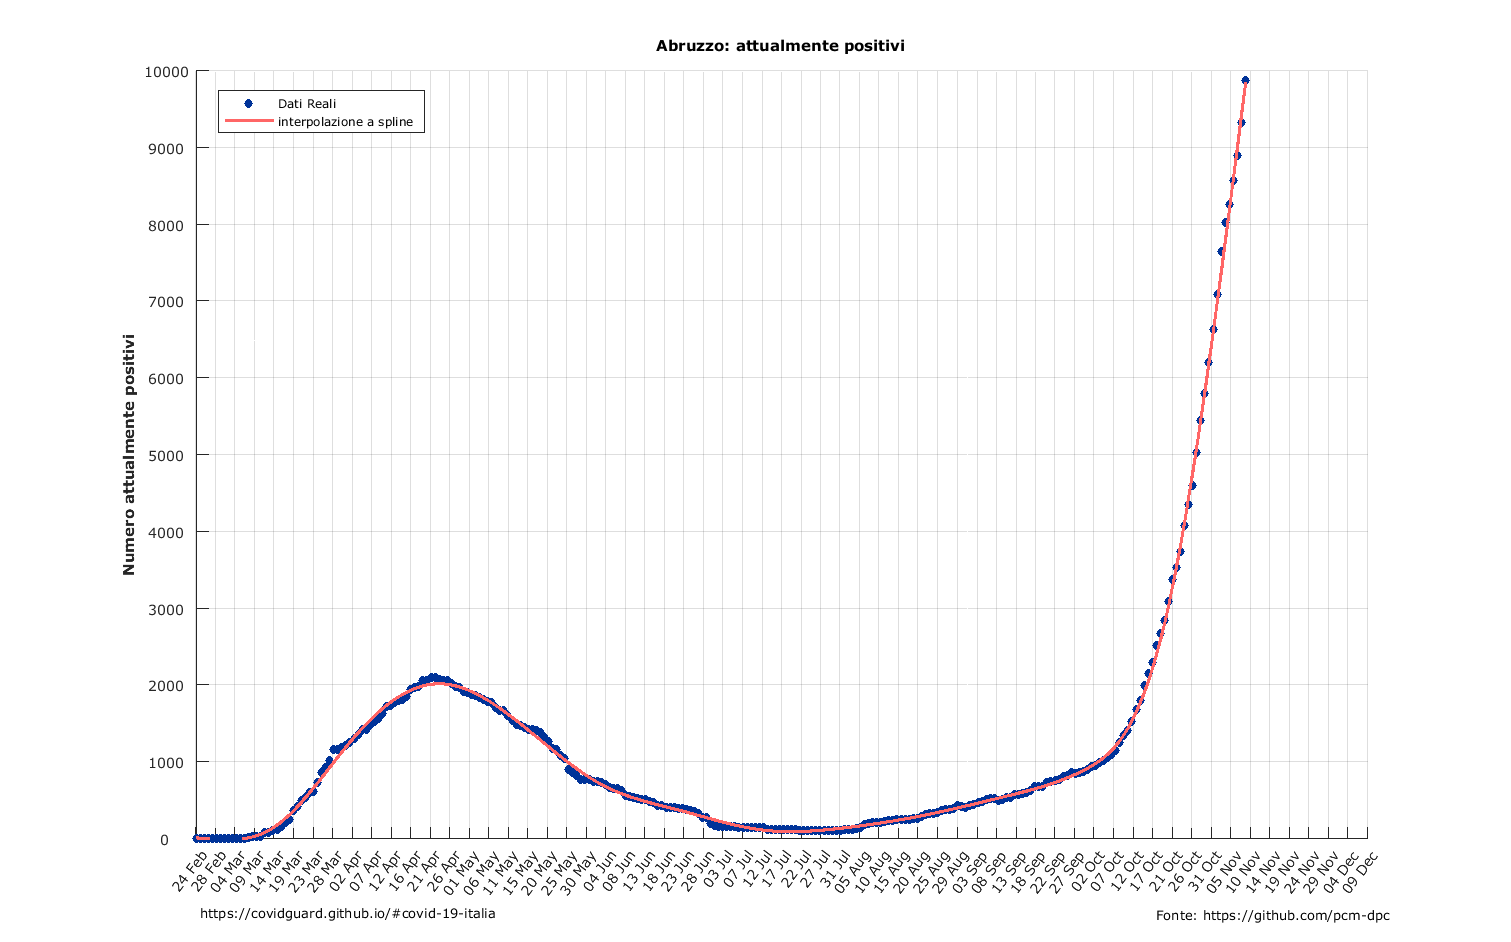 Abruzzo: attualmente positivi
Dati Reali
interpolazione a spline
Numero attualmente positivi
10000
9000
8000
7000
6000
5000
4000
3000
2000
1000
0
24 Feb
28 Feb
04 Mar
09 Mar
14 Mar
19 Mar
23 Mar
28 Mar
02 Apr
07 Apr
12 Apr
16 Apr
21 Apr
26 Apr
01 May
06 May
11 May
15 May
20 May
25 May
30 May
04 Jun
08 Jun
13 Jun
18 Jun
23 Jun
28 Jun
03 Jul
07 Jul
12 Jul
17 Jul
22 Jul
27 Jul
31 Jul
05 Aug
10 Aug
15 Aug
20 Aug
25 Aug
29 Aug
03 Sep
08 Sep
13 Sep
18 Sep
22 Sep
27 Sep
02 Oct
07 Oct
12 Oct
17 Oct
21 Oct
26 Oct
31 Oct
05 Nov
10 Nov
14 Nov
19 Nov
24 Nov
29 Nov
04 Dec
09 Dec
https://covidguard.github.io/#covid-19-italia
Fonte: https://github.com/pcm-dpc